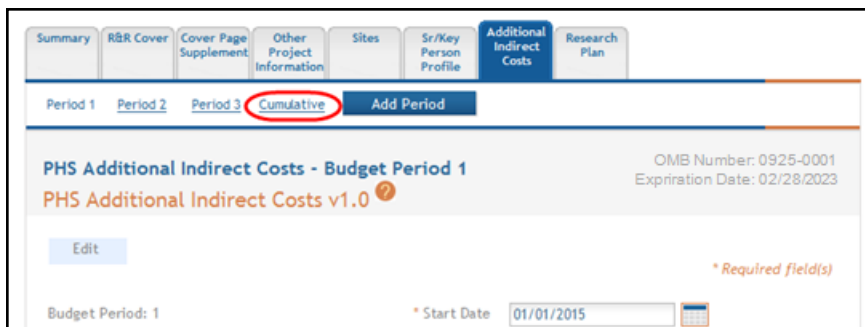 Summary
R&R Cover
Cover Page
Supplement
Other
Project
Information
Sites
Sr/Key
Person
Profile
Additional
Indirect
Costs
Research
Plan
Period 1 Period 2 Period 3 Cumulative Add Period
PHS Additional Indirect Costs - Budget Period 1
PHS Additional Indirect Costs v1.0 ?
OMB Number: 0925-0001
Expriration Date: 02/28/2023
Edit
* Required field(s)
Budget Period: 1
* Start Date 01/01/2015